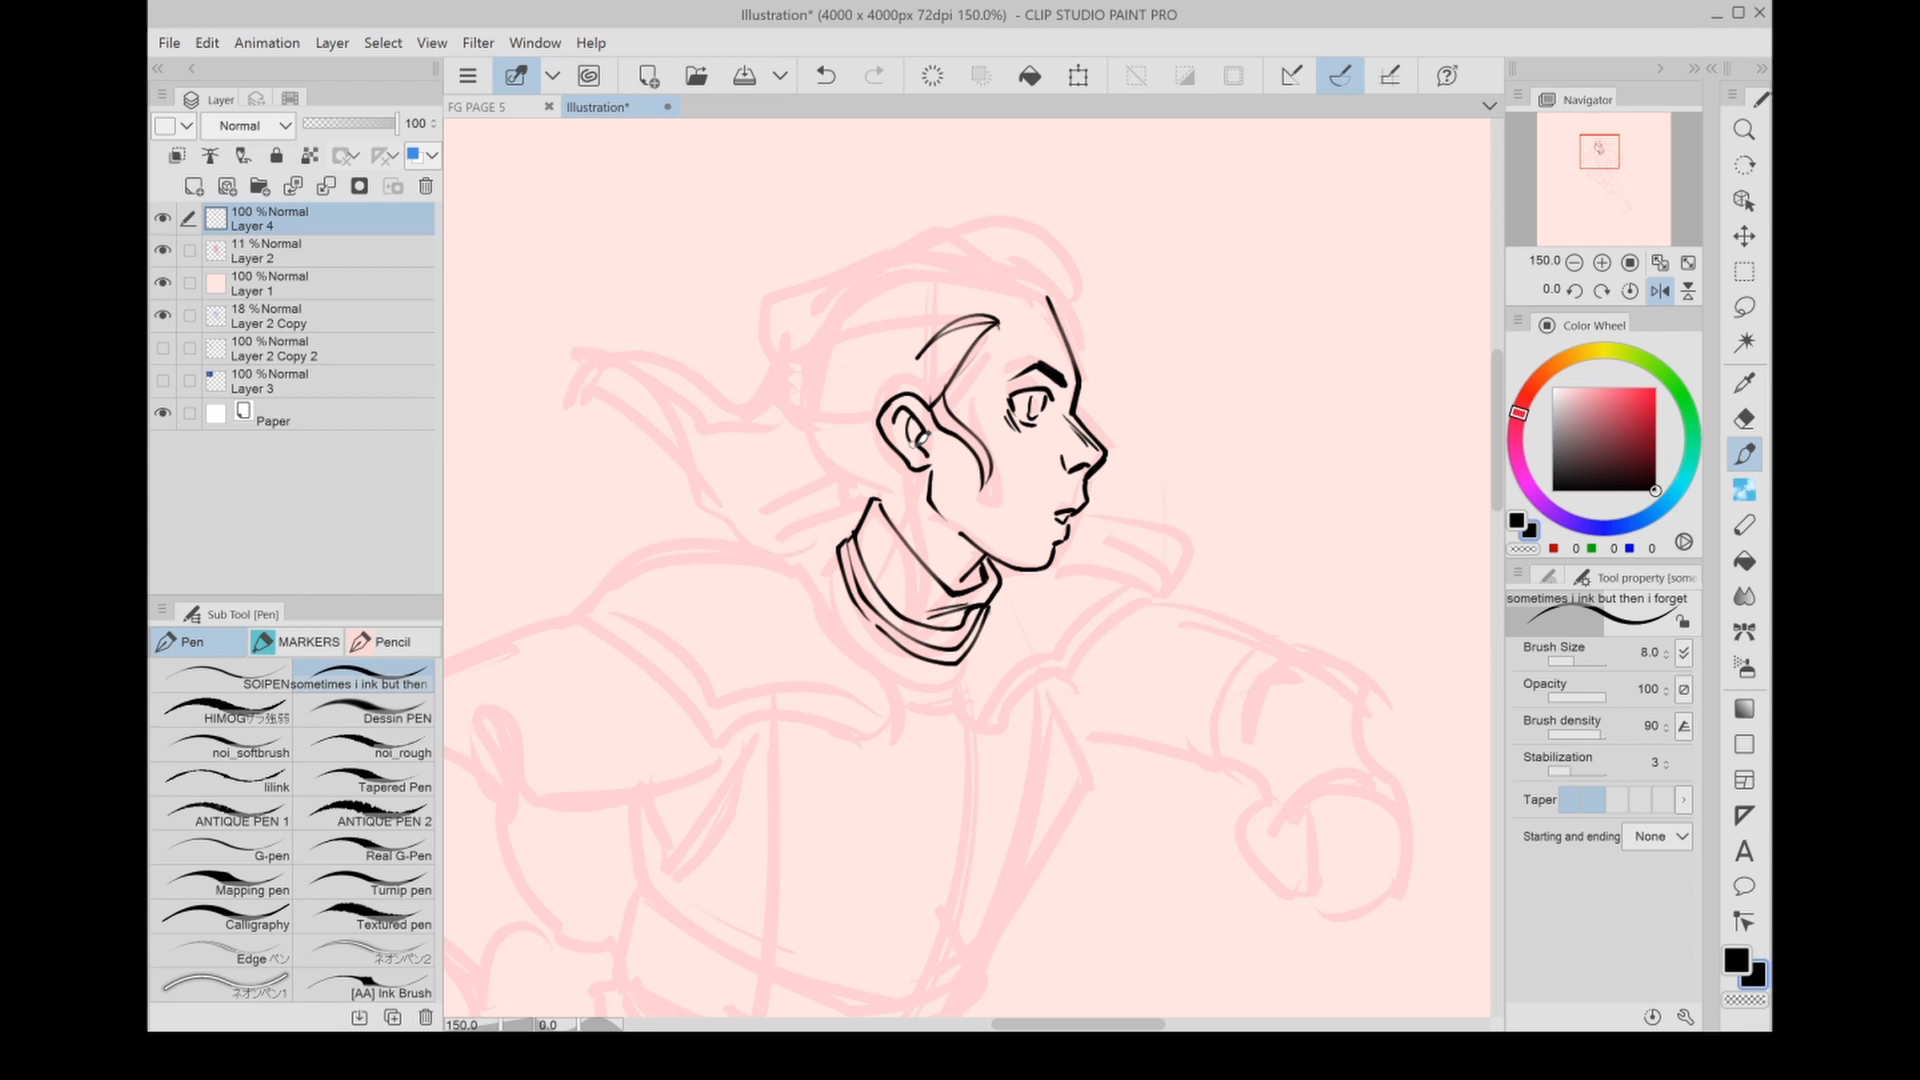 Illustration* (4000 x 4000px 72dpi 150.0%) - CLIP STUDIO PAINT PRO
File Edit Animation Layer Select View Filter Window Help
FG PAGE 5
Illustration*
Layer
Normal 100
100 %Normal
Layer 4
11 %Normal
Layer 2
100 %Normal
Layer 1
18 %Normal
Layer 2 Copy
100 %Normal
Layer 2 Copy 2
100 %Normal
Layer 3
Paper
Sub Tool [Pen]
Pen MARKERS Pencil
SOIPEN sometimes i ink but then
HIMOGサラ強弱 Dessin PEN
noi_softbrush noi_rough
lilink Tapered Pen
ANTIQUE PEN 1 ANTIQUE PEN 2
G-pen Real G-Pen
Mapping pen Turnip pen
Calligraphy Textured pen
Edge ペン ネオンペン2
ネオンペン1 [AA] Ink Brush
150.0 0.0
Navigator
150.0
0.0
Color Wheel
0 0 0
Tool property [some
sometimes i ink but then i forget
Brush Size 8.0
Opacity 100
Brush density 90
Stabilization 3
Taper
Starting and ending None